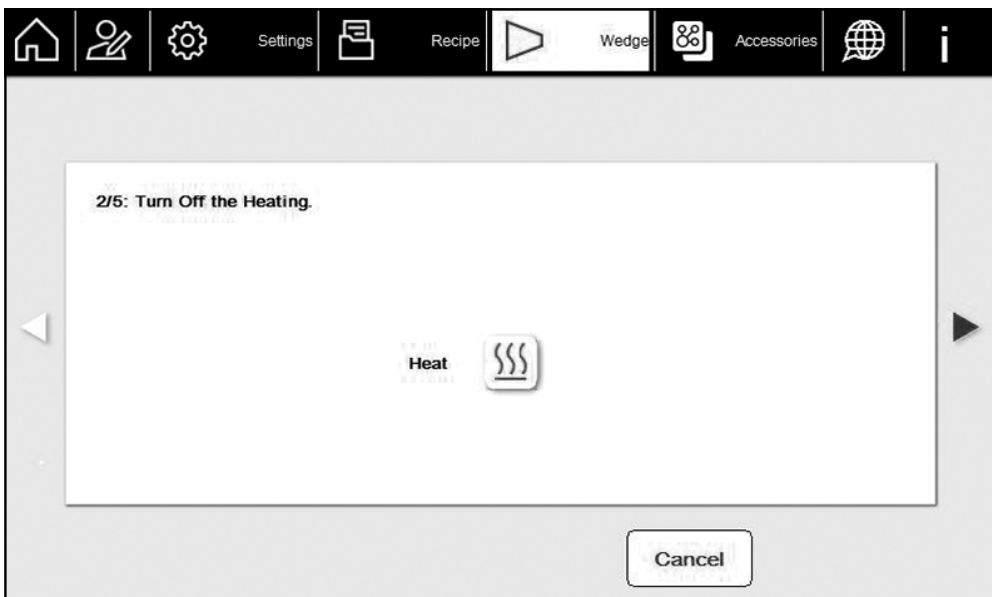 Settings
Recipe
Wedge
Accessories
i
2/5: Turn Off the Heating.
Heat
Cancel